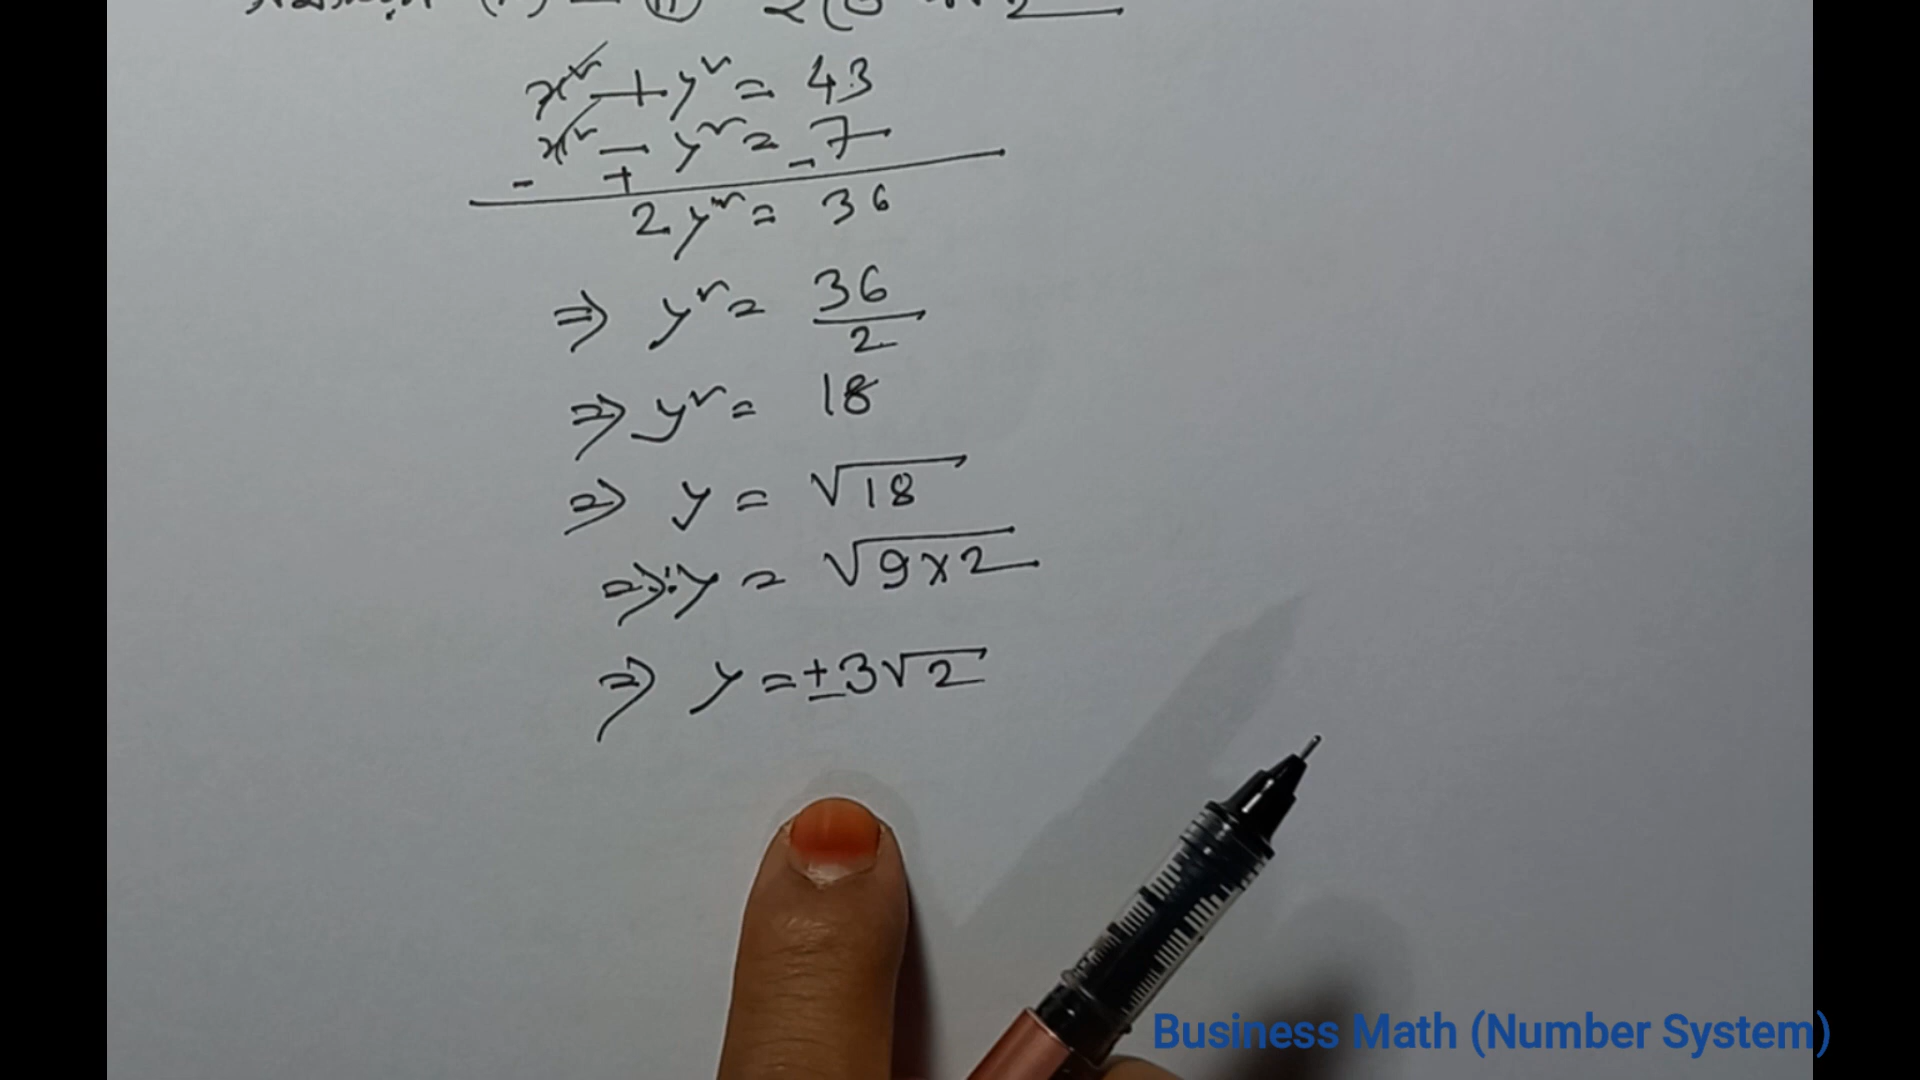 x² + y² = 43
x² - y² = 7
- + -
2y² = 36
⇒ y² = 36/2
⇒ y² = 18
⇒ y = √18
⇒ ∴ y = √9×2
⇒ y = ±3√2
Business Math (Number System)